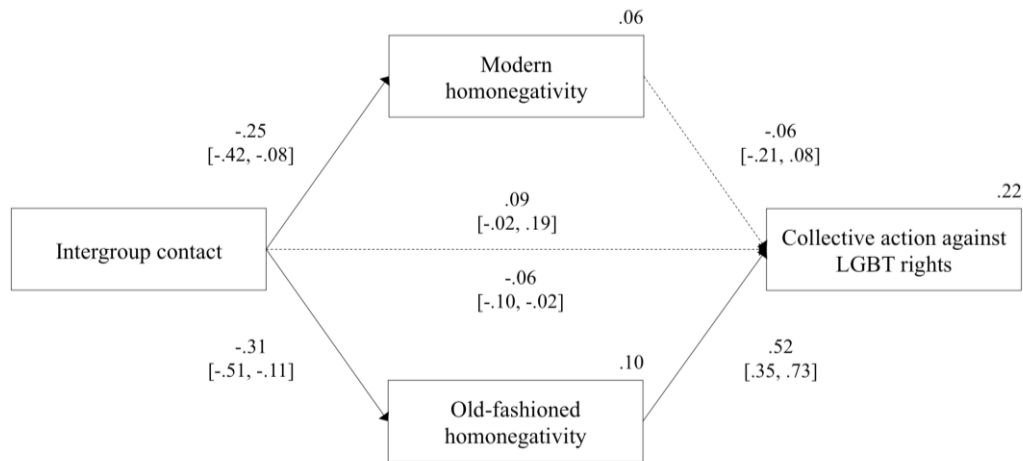 .06
Modern
homonegativity
-.25
[-.42, -.08]
-.06
[-.21, .08]
.09
[-.02, .19]
.22
Intergroup contact
Collective action against
LGBT rights
-.06
[-.10, -.02]
-.31
[-.51, -.11]
.52
[.35, .73]
.10
Old-fashioned
homonegativity